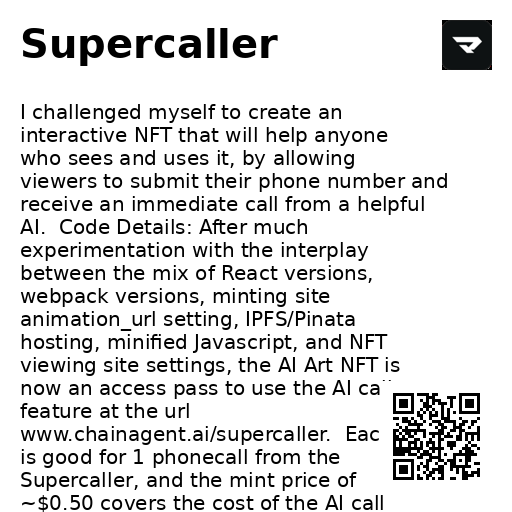 Supercaller
I challenged myself to create an
interactive NFT that will help anyone
who sees and uses it, by allowing
viewers to submit their phone number and
receive an immediate call from a helpful
AI.  Code Details: After much
experimentation with the interplay
between the mix of React versions,
webpack versions, minting site
animation_url setting, IPFS/Pinata
hosting, minified Javascript, and NFT
viewing site settings, the AI Art NFT is
now an access pass to use the AI
feature at the url
www.chainagent.ai/supercaller.  Eac
is good for 1 phonecall from the
Supercaller, and the mint price of
~$0.50 covers the cost of the AI call